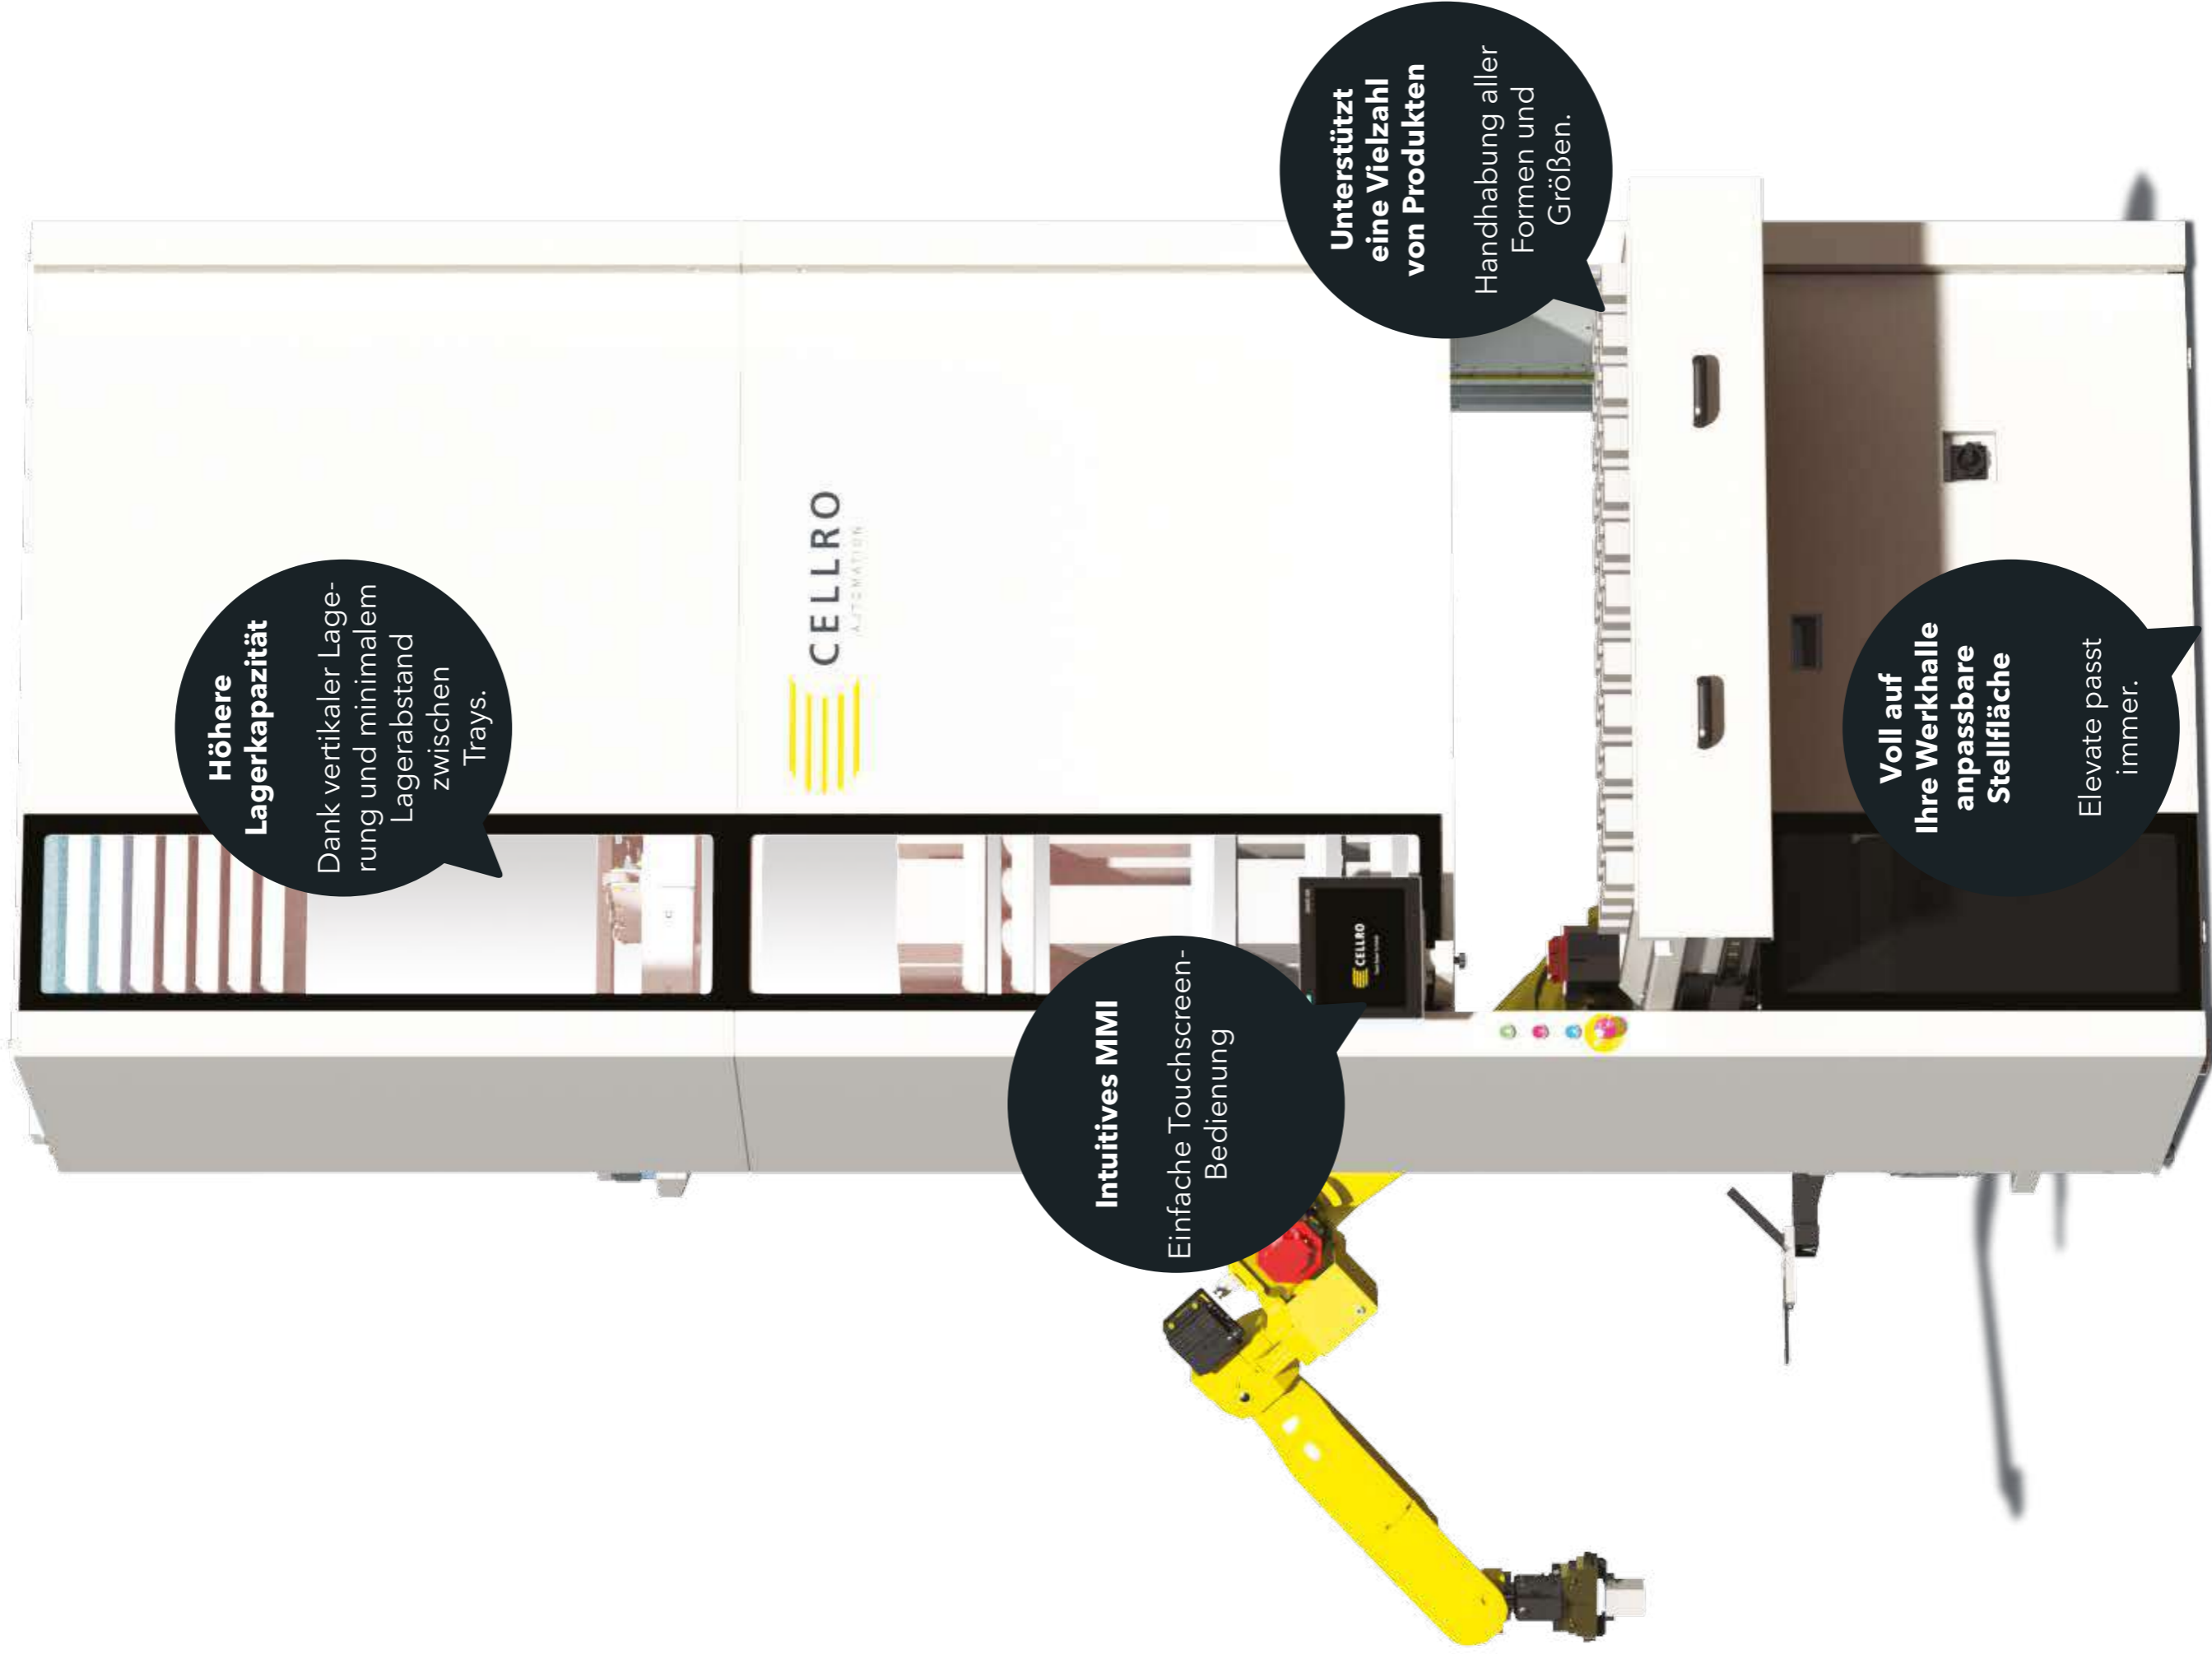 Höhere
Lagerkapazität
Dank vertikaler Lage-
rung und minimalem
Lagerabstand
zwischen
Trays.
CELLRO
AUTOMATION
Intuitives MMI
Einfache Touchscreen-
Bedienung
CELLRO
Unterstützt
eine Vielzahl
von Produkten
Handhabung aller
Formen und
Größen.
Voll auf
Ihre Werkhalle
anpassbare
Stellfläche
Elevate passt
immer.